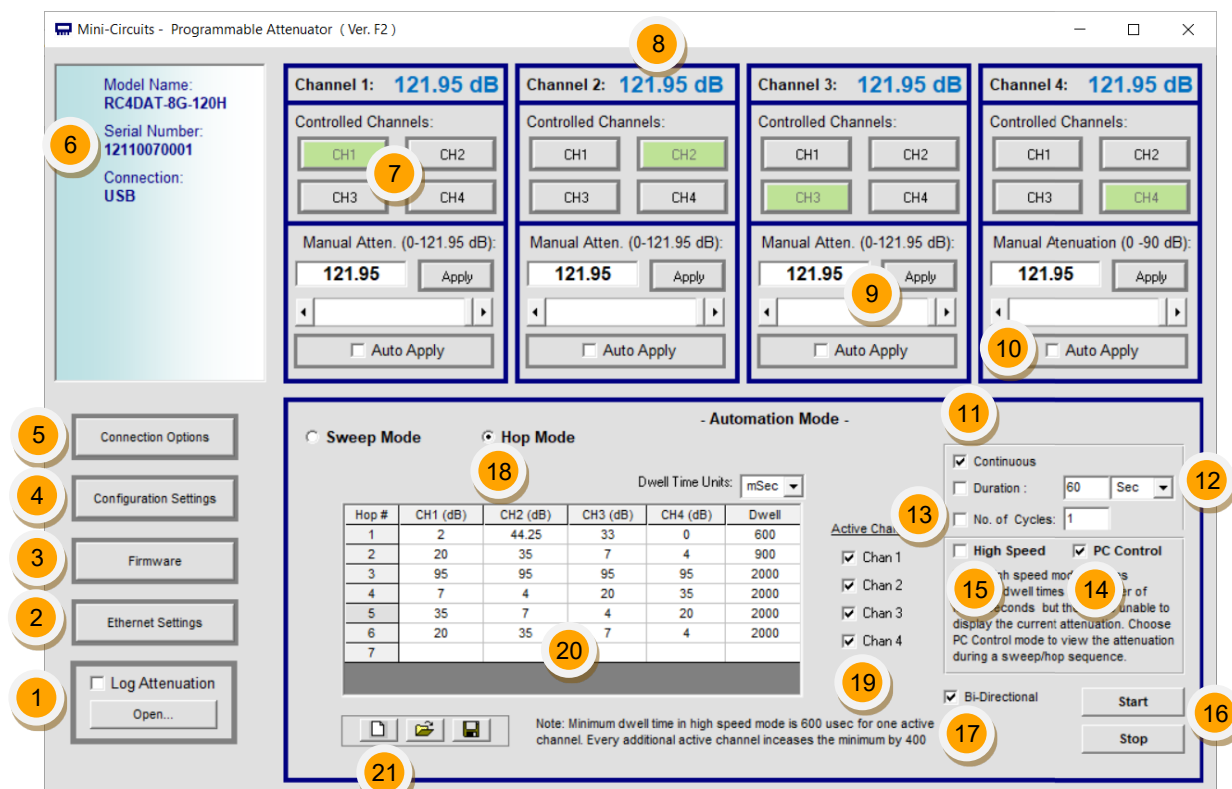 Mini-Circuits - Programmable Attenuator ( Ver. F2 )
8
Model Name:
RC4DAT-8G-120H
Serial Number:
12110070001
Connection:
USB
6
Channel 1: 121.95 dB
Controlled Channels:
CH1 CH2
7
CH3 CH4
Manual Atten. (0-121.95 dB):
121.95 Apply
Auto Apply
Channel 2: 121.95 dB
Controlled Channels:
CH1 CH2
CH3 CH4
Manual Atten. (0-121.95 dB):
121.95 Apply
Auto Apply
Channel 3: 121.95 dB
Controlled Channels:
CH1 CH2
CH3 CH4
Manual Atten. (0-121.95 dB):
121.95 Apply
9
Auto Apply
Channel 4: 121.95 dB
Controlled Channels:
CH1 CH2
CH3 CH4
Manual Atenuation (0 -90 dB):
121.95 Apply
10
Auto Apply
5 Connection Options
4 Configuration Settings
3 Firmware
2 Ethernet Settings
1 Log Attenuation
Open...
- Automation Mode -
11
Sweep Mode Hop Mode
18
Dwell Time Units: mSec
Hop # CH1 (dB) CH2 (dB) CH3 (dB) CH4 (dB) Dwell
1 2 44.25 33 0 600
2 20 35 7 4 900
3 95 95 95 95 2000
4 7 4 20 35 2000
5 35 7 4 20 2000
6 20 35 7 4 2000
7
20
Active Chan
Chan 1
Chan 2
Chan 3
Chan 4
19
Continuous
Duration : 60 Sec
12
13
No. of Cycles: 1
High Speed PC Control
15 14
high speed mod
dwell times of
but the unable to
display the current attenuation. Choose
PC Control mode to view the attenuation
during a sweep/hop sequence.
Bi-Directional
17
Start
16
Stop
21
Note: Minimum dwell time in high speed mode is 600 usec for one active
channel. Every additional active channel inceases the minimum by 400